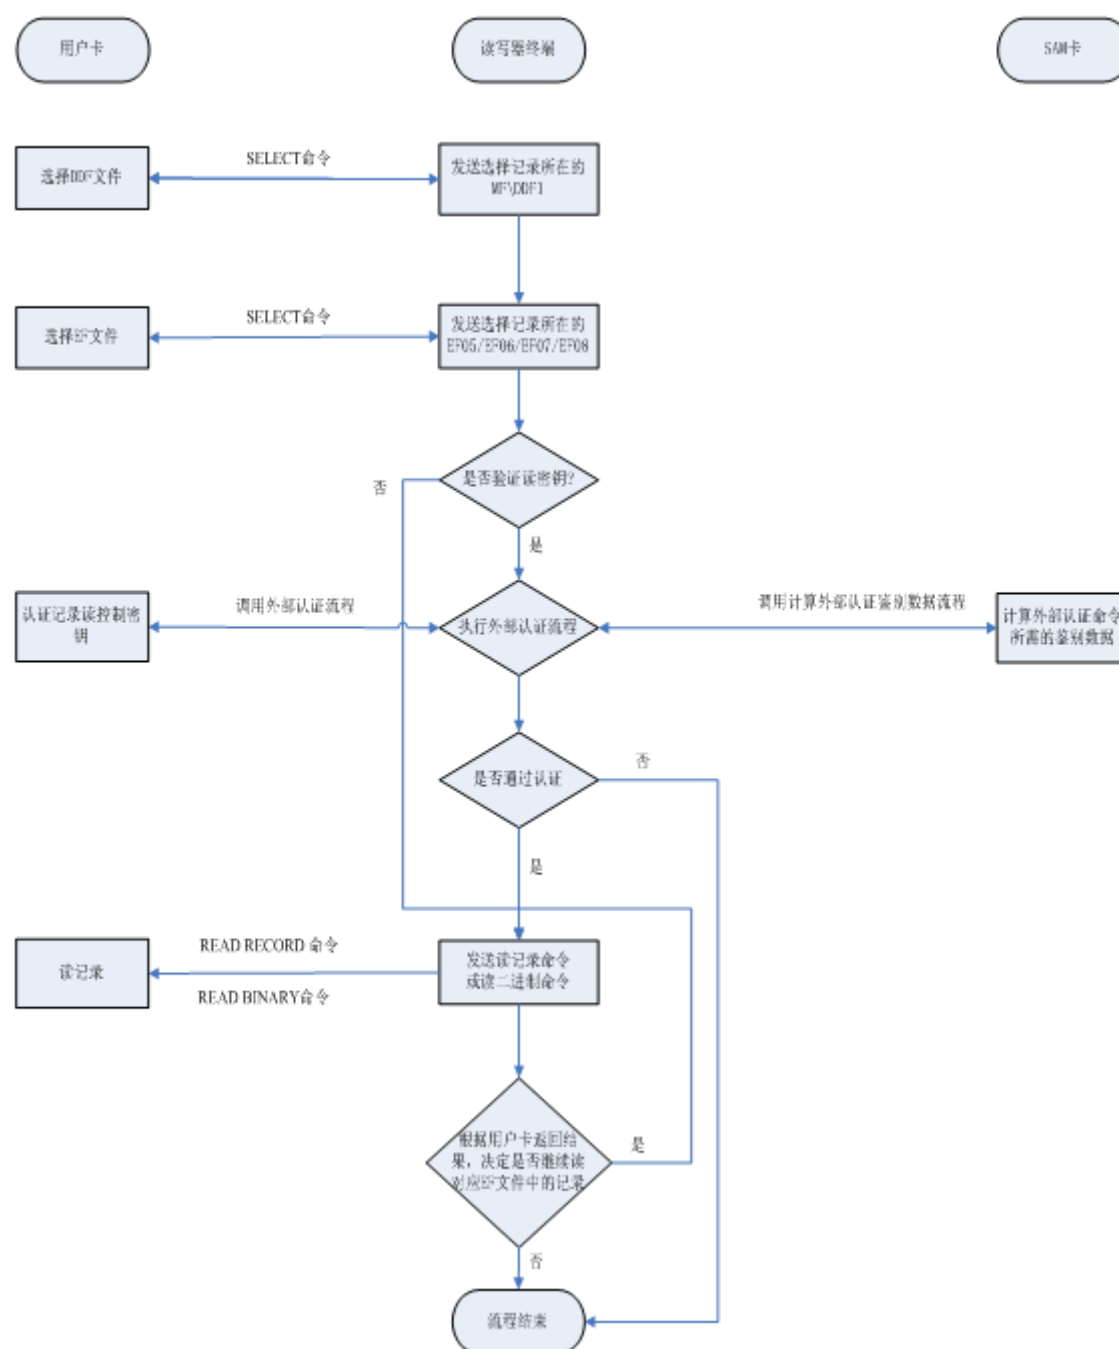 用户卡
读写器终端
SAM卡
选择DDF文件
SELECT命令
发送选择记录所在的
MF\DDF1
选择EF文件
SELECT命令
发送选择记录所在的
EF05/EF06/EF07/EF08
是否验证读密钥?
否
是
认证记录读控制密
钥
调用外部认证流程
执行外部认证流程
调用计算外部认证鉴别数据流程
计算外部认证命令
所需的鉴别数据
是否通过认证
否
是
读记录
READ RECORD 命令
READ BINARY命令
发送读记录命令
或读二进制命令
根据用户卡返回结
果，决定是否继续读
对应EF文件中的记录
是
否
流程结束